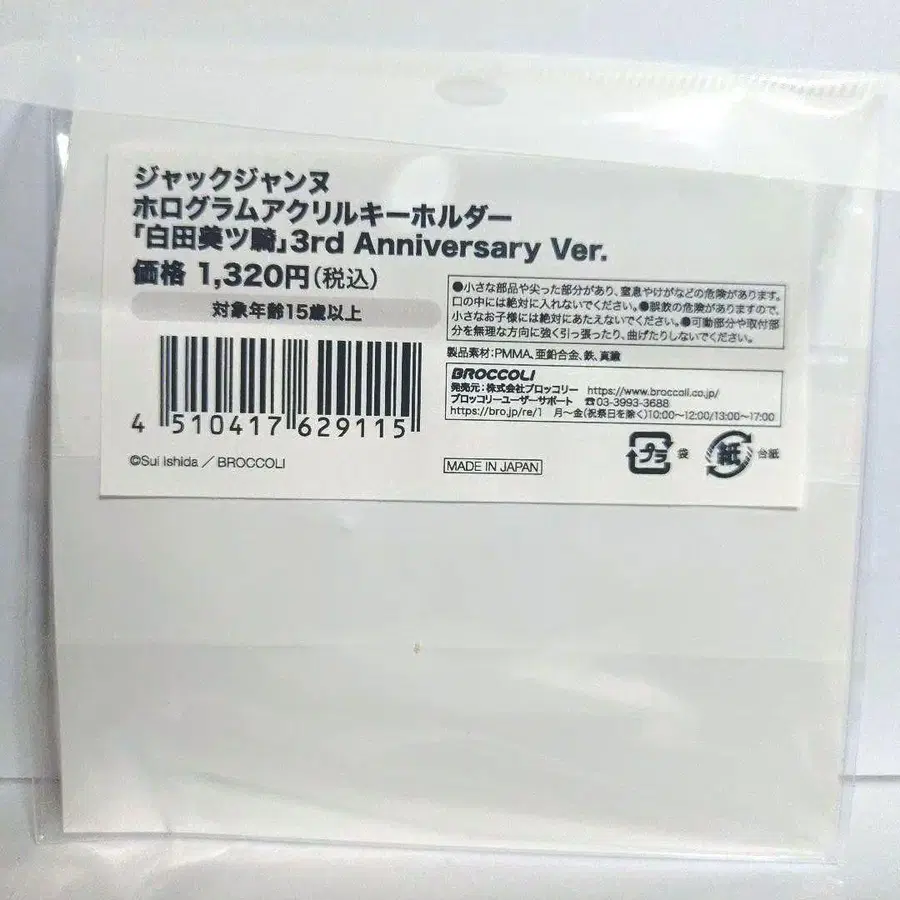 ジャックジャンヌ
ホログラムアクリルキーホルダー
「白田美ツ騎」3rd Anniversary Ver.
価格 1,320円(税込)
対象年齢15歳以上
4 510417 629115
©Sui Ishida / BROCCOLI
●小さな部品や尖った部分があり、窒息やけがなどの危険があります。
口の中には絶対に入れないでください。●誤飲の危険がありますので、
小さなお子様には絶対にあたえないでください。●可動部分や取付部
分を無理な方向に強く引っ張ったり、曲げたりしないでください。
製品素材:PMMA、亜鉛合金、鉄、真鍮
BROCCOLI
発売元:株式会社ブロッコリー https://www.broccoli.co.jp/
ブロッコリーユーザーサポート ☎03-3993-3688
https://bro.jp/re/1 月〜金(祝祭日を除く)10:00〜12:00/13:00〜17:00
MADE IN JAPAN
プラ 袋
紙 台紙